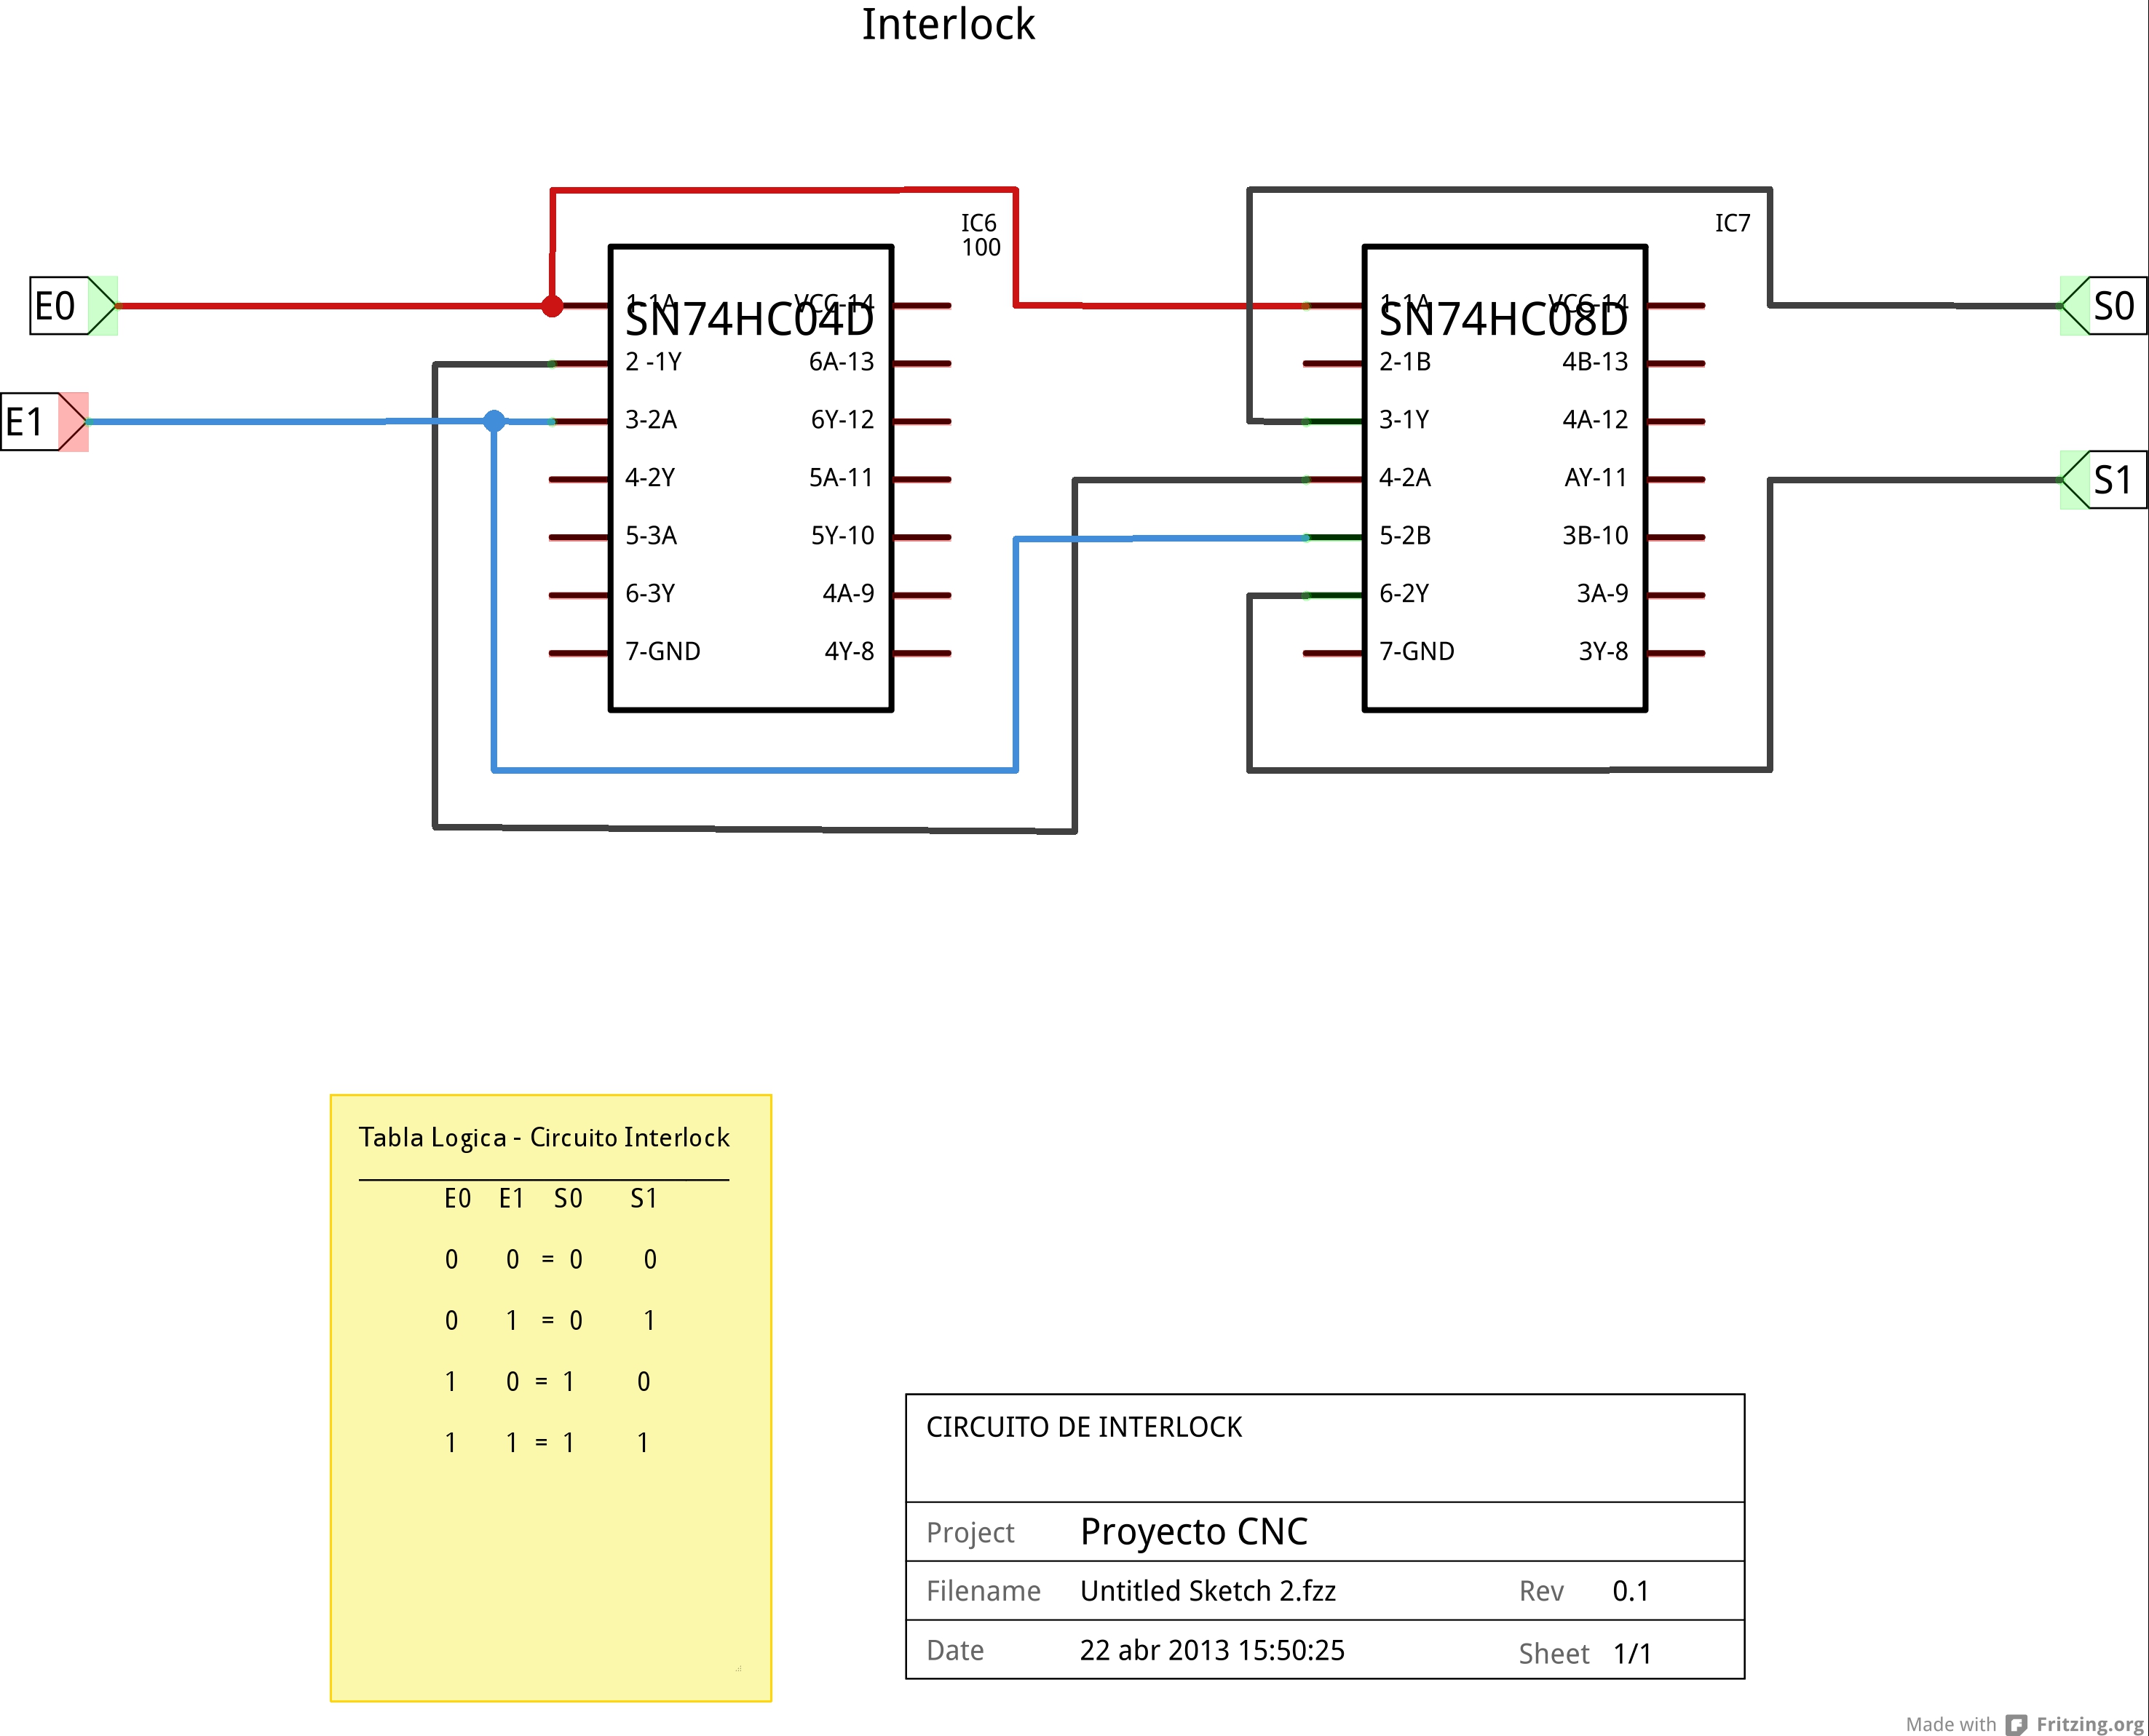 Interlock
IC6
100
IC7
E0
E1
S0
S1
SN74HC04D
1-1A VCC-14
2 -1Y 6A-13
3-2A 6Y-12
4-2Y 5A-11
5-3A 5Y-10
6-3Y 4A-9
7-GND 4Y-8
SN74HC08D
1-1A VCC-14
2-1B 4B-13
3-1Y 4A-12
4-2A AY-11
5-2B 3B-10
6-2Y 3A-9
7-GND 3Y-8
Tabla Logica - Circuito Interlock
E0 E1 S0 S1
0 0 = 0 0
0 1 = 0 1
1 0 = 1 0
1 1 = 1 1
CIRCUITO DE INTERLOCK
Project Proyecto CNC
Filename Untitled Sketch 2.fzz Rev 0.1
Date 22 abr 2013 15:50:25 Sheet 1/1
Made with Fritzing.org